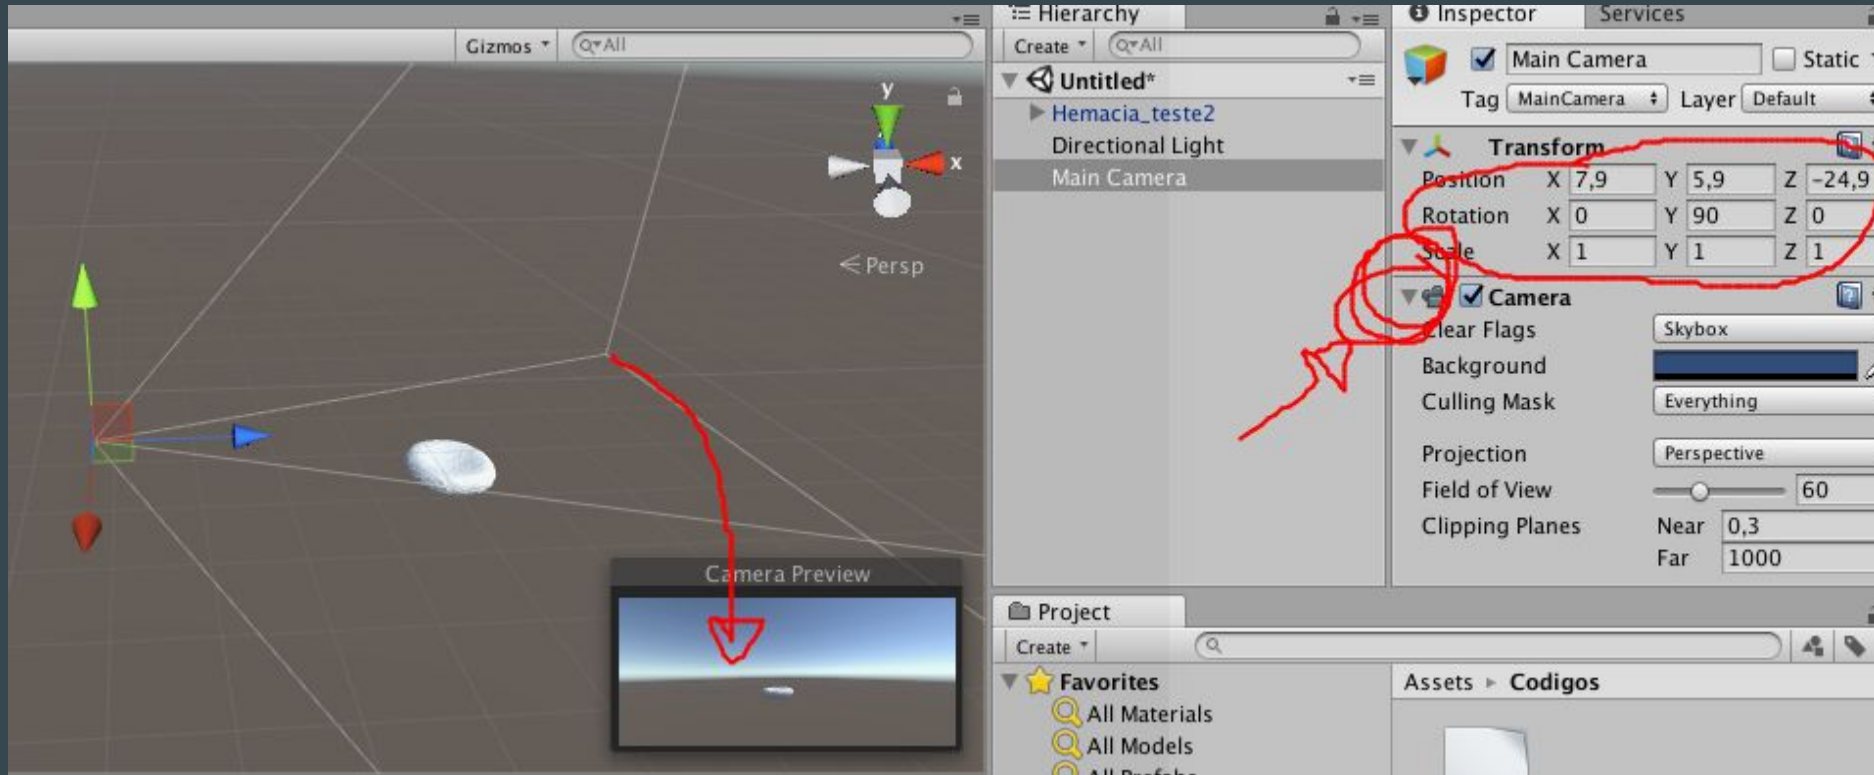 Gizmos
All
y
x
Persp
Camera Preview
Hierarchy
Create
All
Untitled*
Hemacia_teste2
Directional Light
Main Camera
Inspector Services
Main Camera Static
Tag MainCamera Layer Default
Transform
Position X 7,9 Y 5,9 Z -24,9
Rotation X 0 Y 90 Z 0
Scale X 1 Y 1 Z 1
Camera
Clear Flags Skybox
Background
Culling Mask Everything
Projection Perspective
Field of View 60
Clipping Planes Near 0,3
Far 1000
Project
Create
Favorites
All Materials
All Models
All Prefabs
Assets Codigos